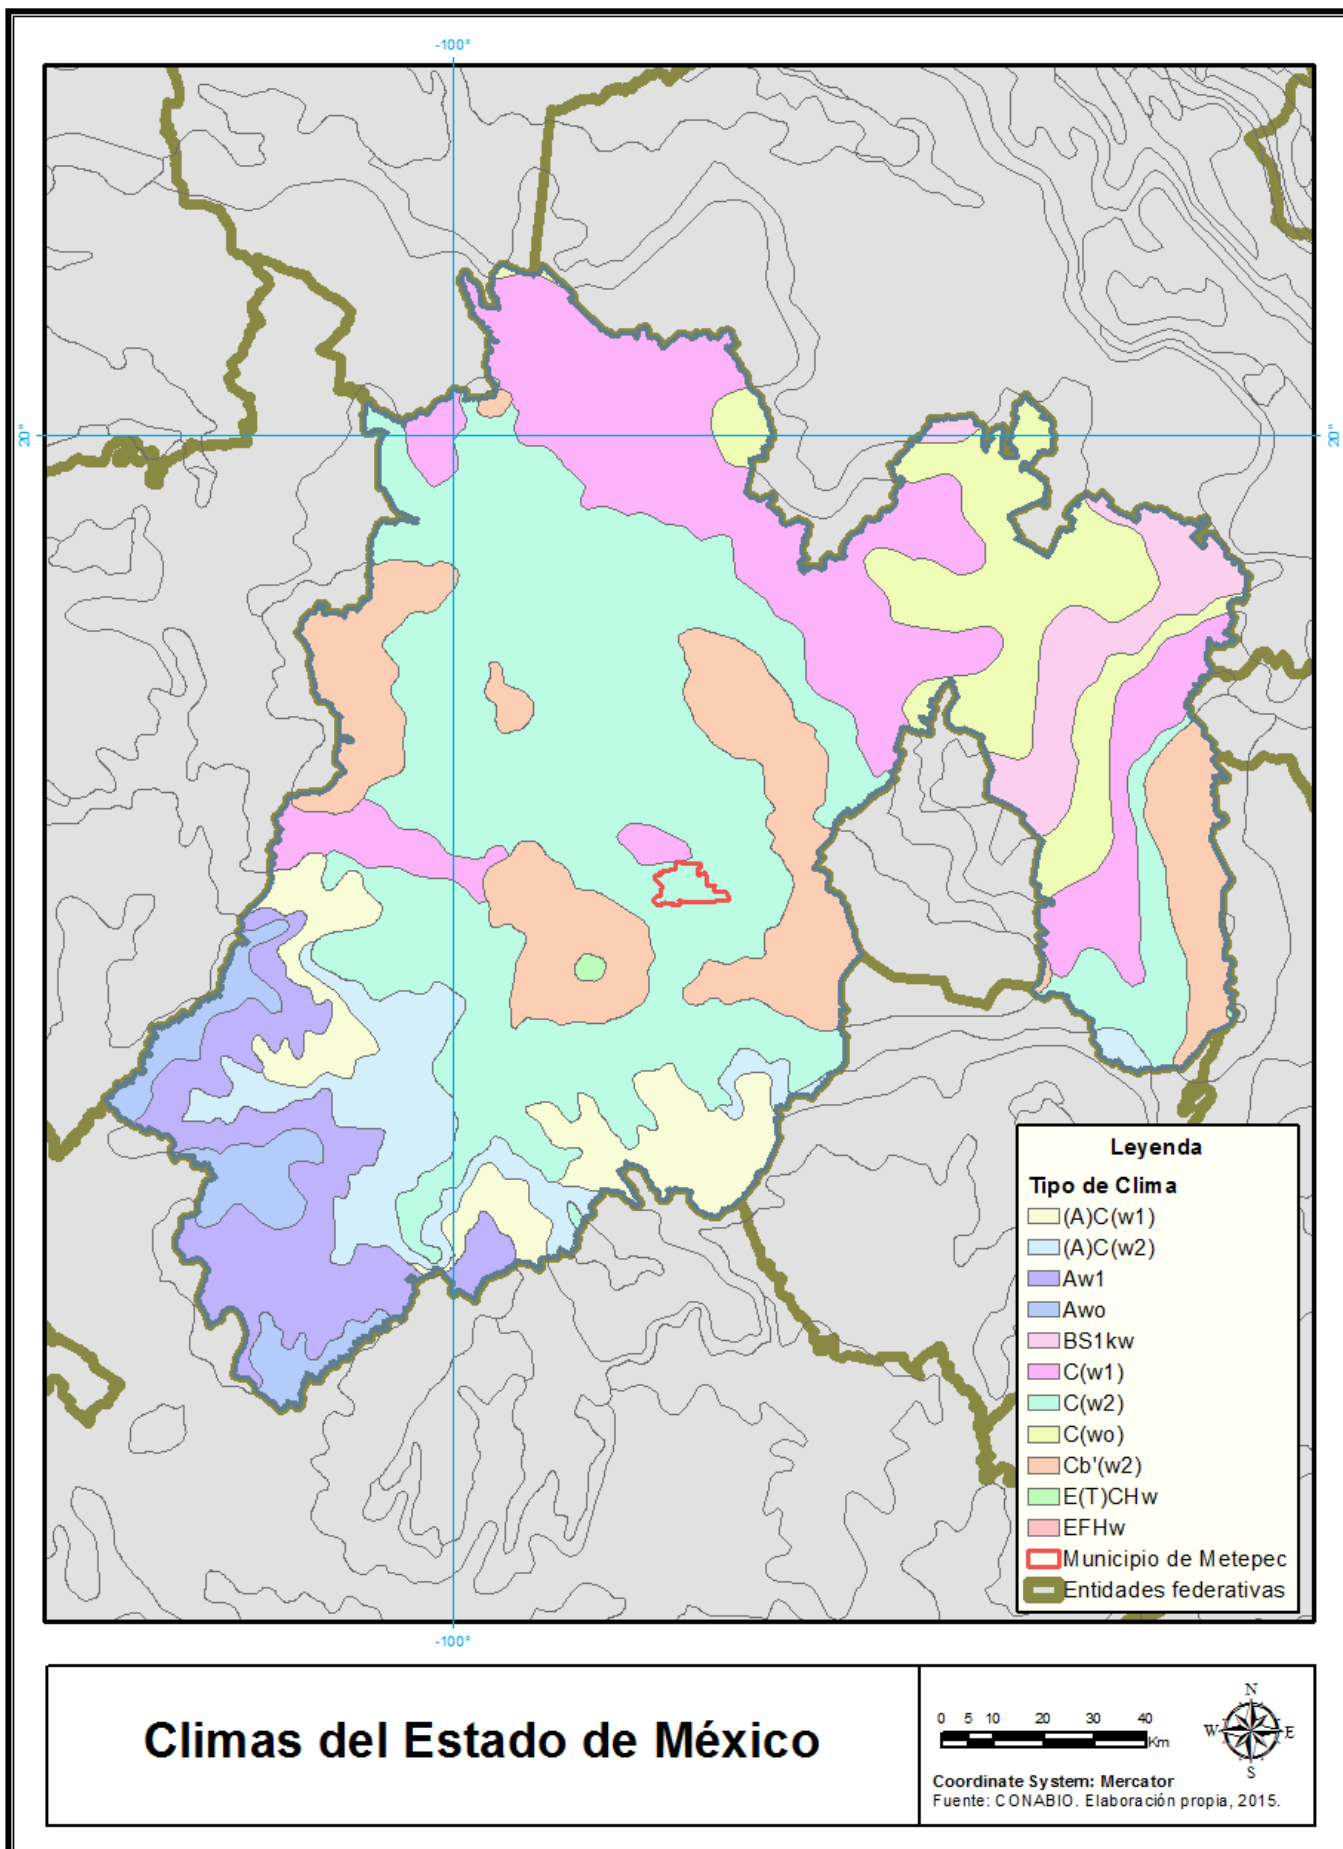 -100°
20°
20°
Leyenda
Tipo de Clima
(A)C(w1)
(A)C(w2)
Aw1
Awo
BS1kw
C(w1)
C(w2)
C(wo)
Cb'(w2)
E(T)CHw
EFHw
Municipio de Metepec
Entidades federativas
-100°
Climas del Estado de México
0 5 10 20 30 40
Km
N
W E
S
Coordinate System: Mercator
Fuente: CONABIO. Elaboración propia, 2015.